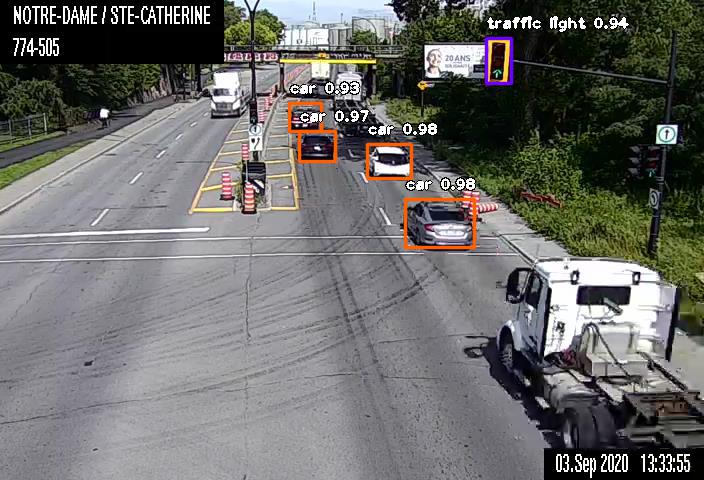 NOTRE-DAME / STE-CATHERINE
774-505
traffic light 0.94
20 ANS
car 0.93
car 0.97
car 0.98
car 0.98
03.Sep 2020 13:33:55